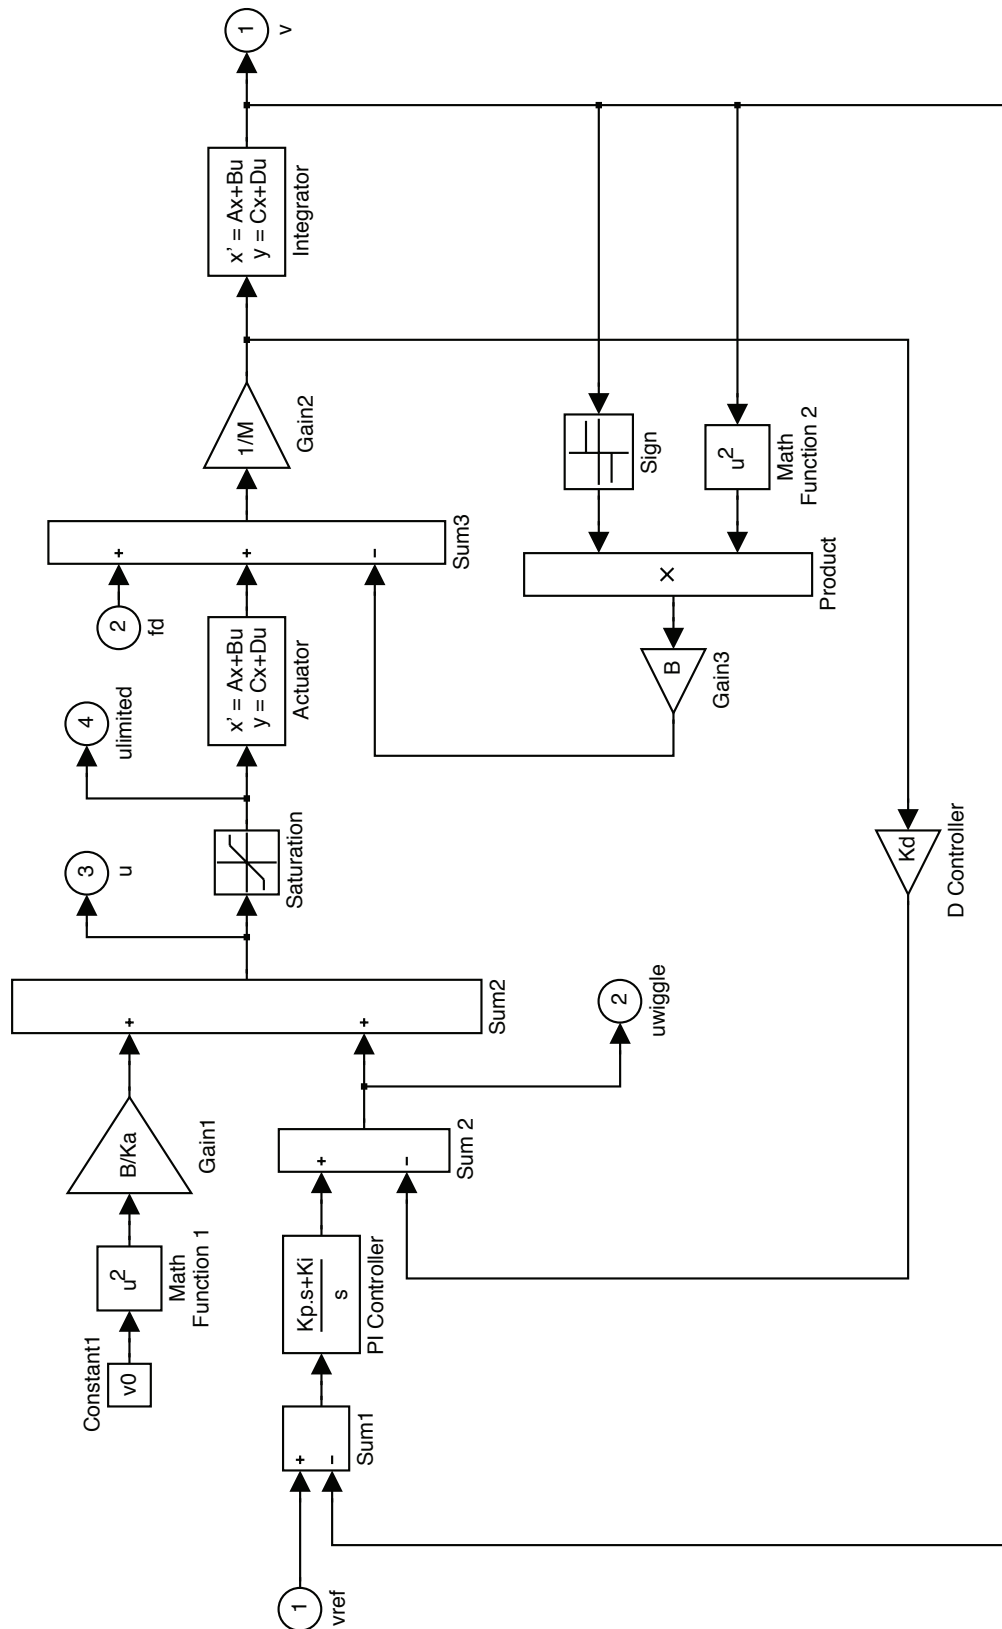 Constant1
v0
u2
Math
Function 1
B/Ka
Gain1
+
+
Sum2
3
u
Saturation
4
ulimited
x' = Ax+Bu
y = Cx+Du
Actuator
2
fd
+
+
-
Sum3
1/M
Gain2
x' = Ax+Bu
y = Cx+Du
Integrator
1
v
1
vref
+
-
Sum1
Kp.s+Ki
s
PI Controller
+
-
Sum 2
2
uwiggle
B
Gain3
×
Product
Sign
u2
Math
Function 2
Kd
D Controller